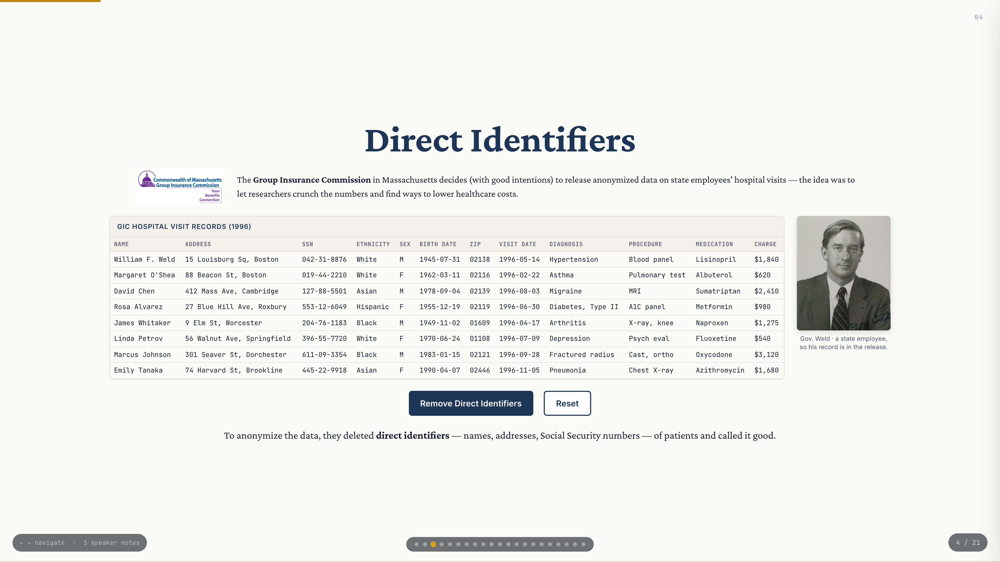 04
Direct Identifiers
Commonwealth of Massachusetts
Group Insurance Commission
Your
Benefits
Connection
The Group Insurance Commission in Massachusetts decides (with good intentions) to release anonymized data on state employees' hospital visits — the idea was to
let researchers crunch the numbers and find ways to lower healthcare costs.
GIC HOSPITAL VISIT RECORDS (1996)
NAME ADDRESS SSN ETHNICITY SEX BIRTH DATE ZIP VISIT DATE DIAGNOSIS PROCEDURE MEDICATION CHARGE
William F. Weld 15 Louisburg Sq, Boston 042-31-8876 White M 1945-07-31 02138 1996-05-14 Hypertension Blood panel Lisinopril $1,840
Margaret O'Shea 88 Beacon St, Boston 019-44-2210 White F 1962-03-11 02116 1996-02-22 Asthma Pulmonary test Albuterol $620
David Chen 412 Mass Ave, Cambridge 127-88-5501 Asian M 1978-09-04 02139 1996-08-03 Migraine MRI Sumatriptan $2,410
Rosa Alvarez 27 Blue Hill Ave, Roxbury 553-12-6049 Hispanic F 1955-12-19 02119 1996-06-30 Diabetes, Type II A1C panel Metformin $980
James Whitaker 9 Elm St, Worcester 204-76-1183 Black M 1949-11-02 01609 1996-04-17 Arthritis X-ray, knee Naproxen $1,275
Linda Petrov 56 Walnut Ave, Springfield 396-55-7720 White F 1970-06-24 01108 1996-07-09 Depression Psych eval Fluoxetine $540
Marcus Johnson 301 Seaver St, Dorchester 611-09-3354 Black M 1983-01-15 02121 1996-09-28 Fractured radius Cast, ortho Oxycodone $3,120
Emily Tanaka 74 Harvard St, Brookline 445-22-9918 Asian F 1990-04-07 02446 1996-11-05 Pneumonia Chest X-ray Azithromycin $1,680
Gov. Weld · a state employee,
so his record is in the release.
Remove Direct Identifiers
Reset
To anonymize the data, they deleted direct identifiers — names, addresses, Social Security numbers — of patients and called it good.
← → navigate · S speaker notes
4 / 21